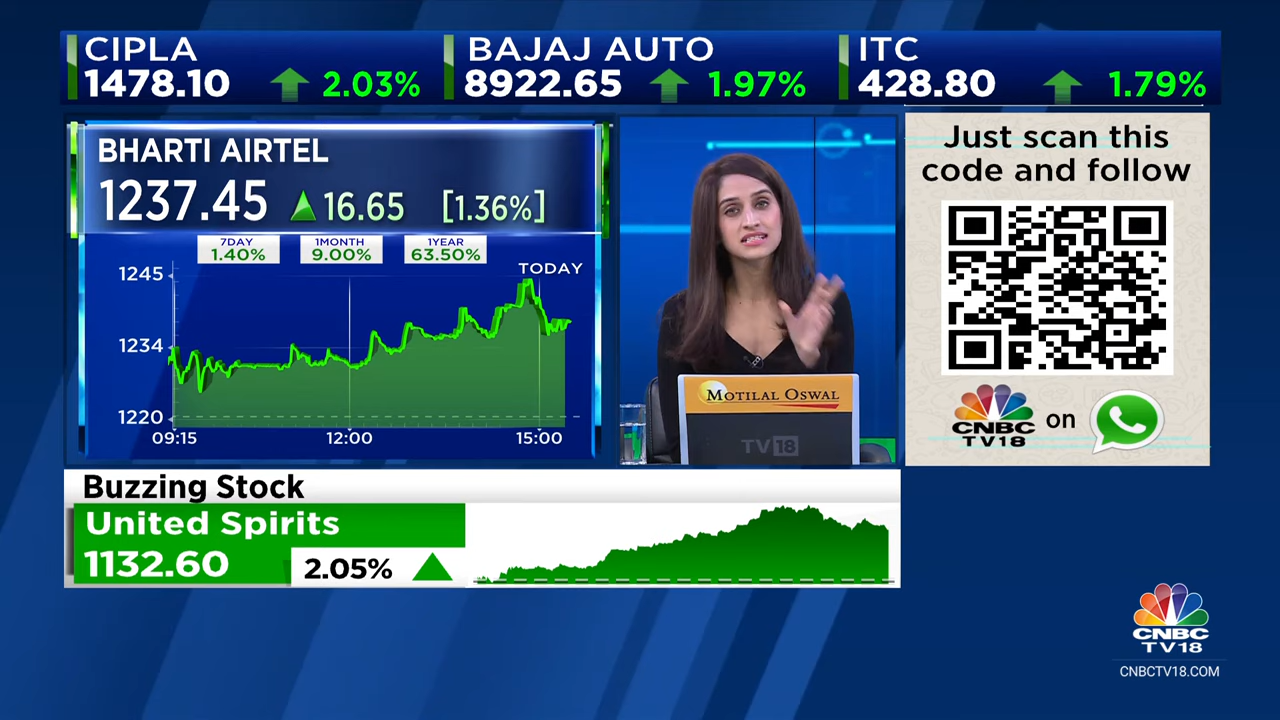 CIPLA
1478.10 2.03%
BAJAJ AUTO
8922.65 1.97%
ITC
428.80 1.79%
BHARTI AIRTEL
1237.45 16.65 [1.36%]
7DAY
1.40%
1MONTH
9.00%
1YEAR
63.50%
TODAY
1245
1234
1220
09:15 12:00 15:00
MOTILAL OSWAL
TV18
Just scan this
code and follow
CNBC
TV18
on
Buzzing Stock
United Spirits
1132.60 2.05%
CNBC
TV18
CNBCTV18.COM